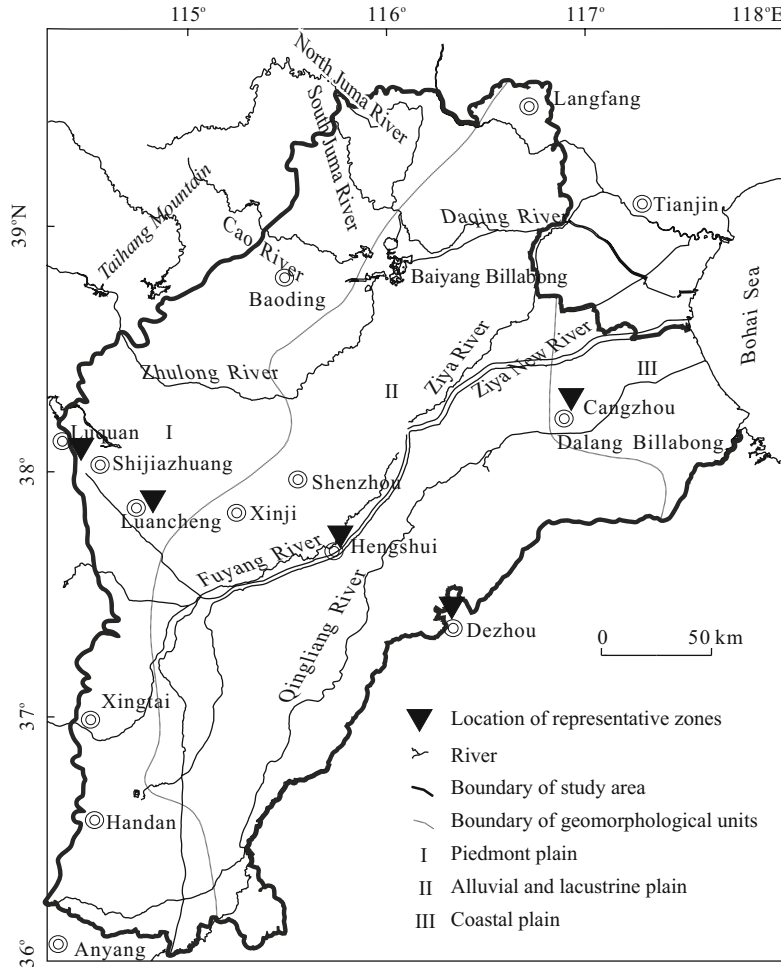 115° 116° 117° 118°E
North Juma River
Langfang
South Juma River
Taihang Mountain
Tianjin
39°N
Daqing River
Cao River
Baiyang Billabong
Baoding
Bohai Sea
Ziya River
Ziya New River
Zhulong River
III
II
Cangzhou
Luquan
I
Dalang Billabong
38°
Shijiazhuang
Shenzhou
Luancheng
Xinji
Hengshui
Fuyang River
Qingliang River
Dezhou
0 50 km
Xingtai
37°
Location of representative zones
River
Boundary of study area
Handan
Boundary of geomorphological units
I Piedmont plain
II Alluvial and lacustrine plain
III Coastal plain
36°
Anyang